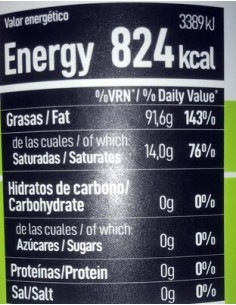 Valor energético 3389 kJ
Energy 824 kcal
%VRN*/ % Daily Value*
Grasas / Fat 91,6g 143%
de las cuales / of which:
Saturadas / Saturates 14,0g 76%
Hidratos de carbono/
Carbohydrate 0g 0%
de las cuales / of which:
Azúcares / Sugars 0g 0%
Proteínas/Protein 0g 0%
Sal/Salt 0g 0%